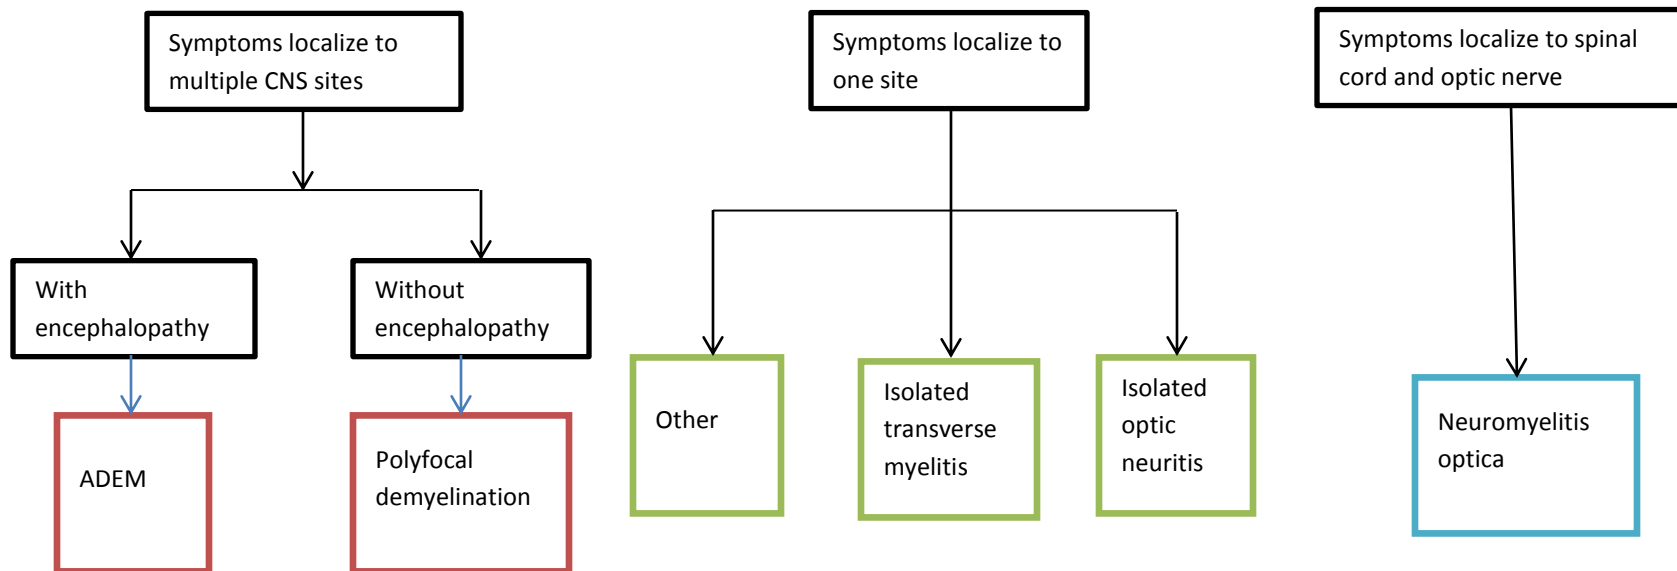 Symptoms localize to
multiple CNS sites
Symptoms localize to
one site
Symptoms localize to spinal
cord and optic nerve
With
encephalopathy
Without
encephalopathy
ADEM
Polyfocal
demyelination
Other
Isolated
transverse
myelitis
Isolated
optic
neuritis
Neuromyelitis
optica